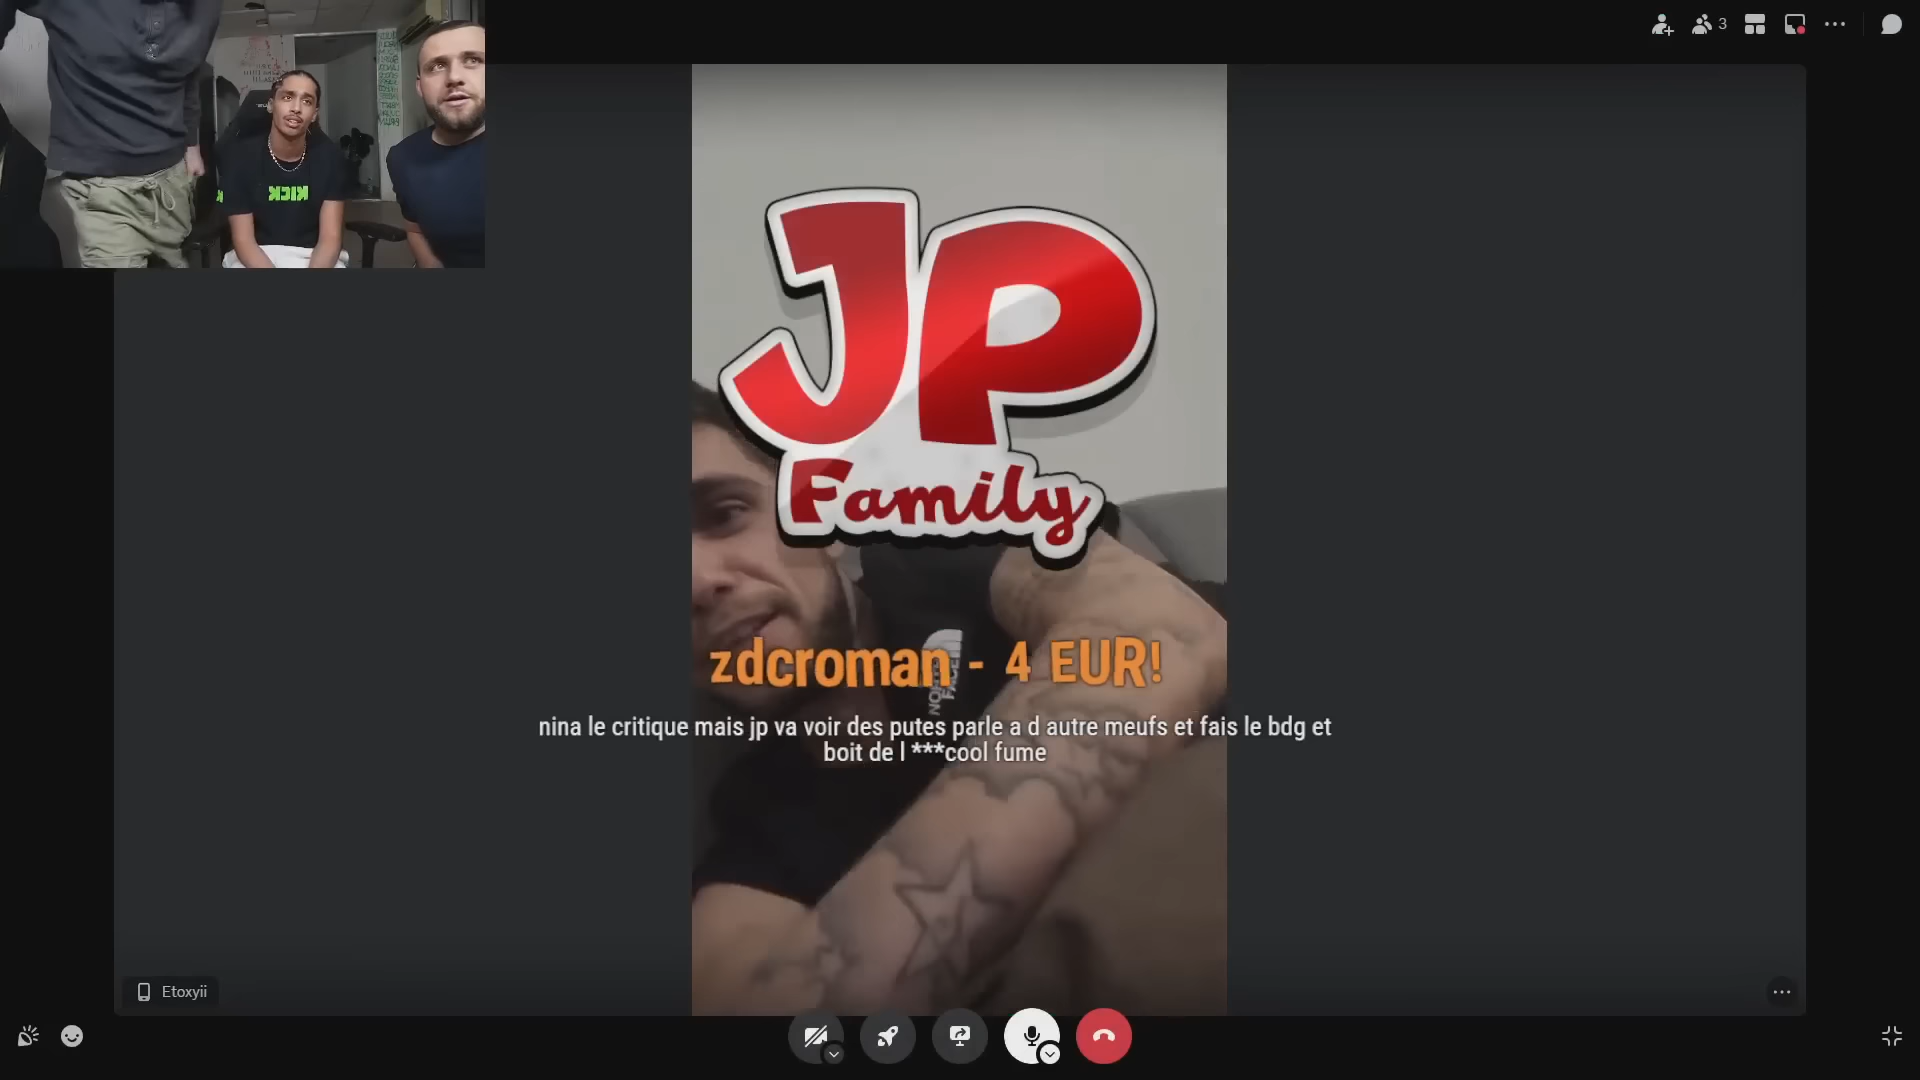 3
KICK
JP
Family
zdcroman - 4 EUR!
nina le critique mais jp va voir des putes parle a d autre meufs et fais le bdg et
boit de l ***cool fume
Etoxyii